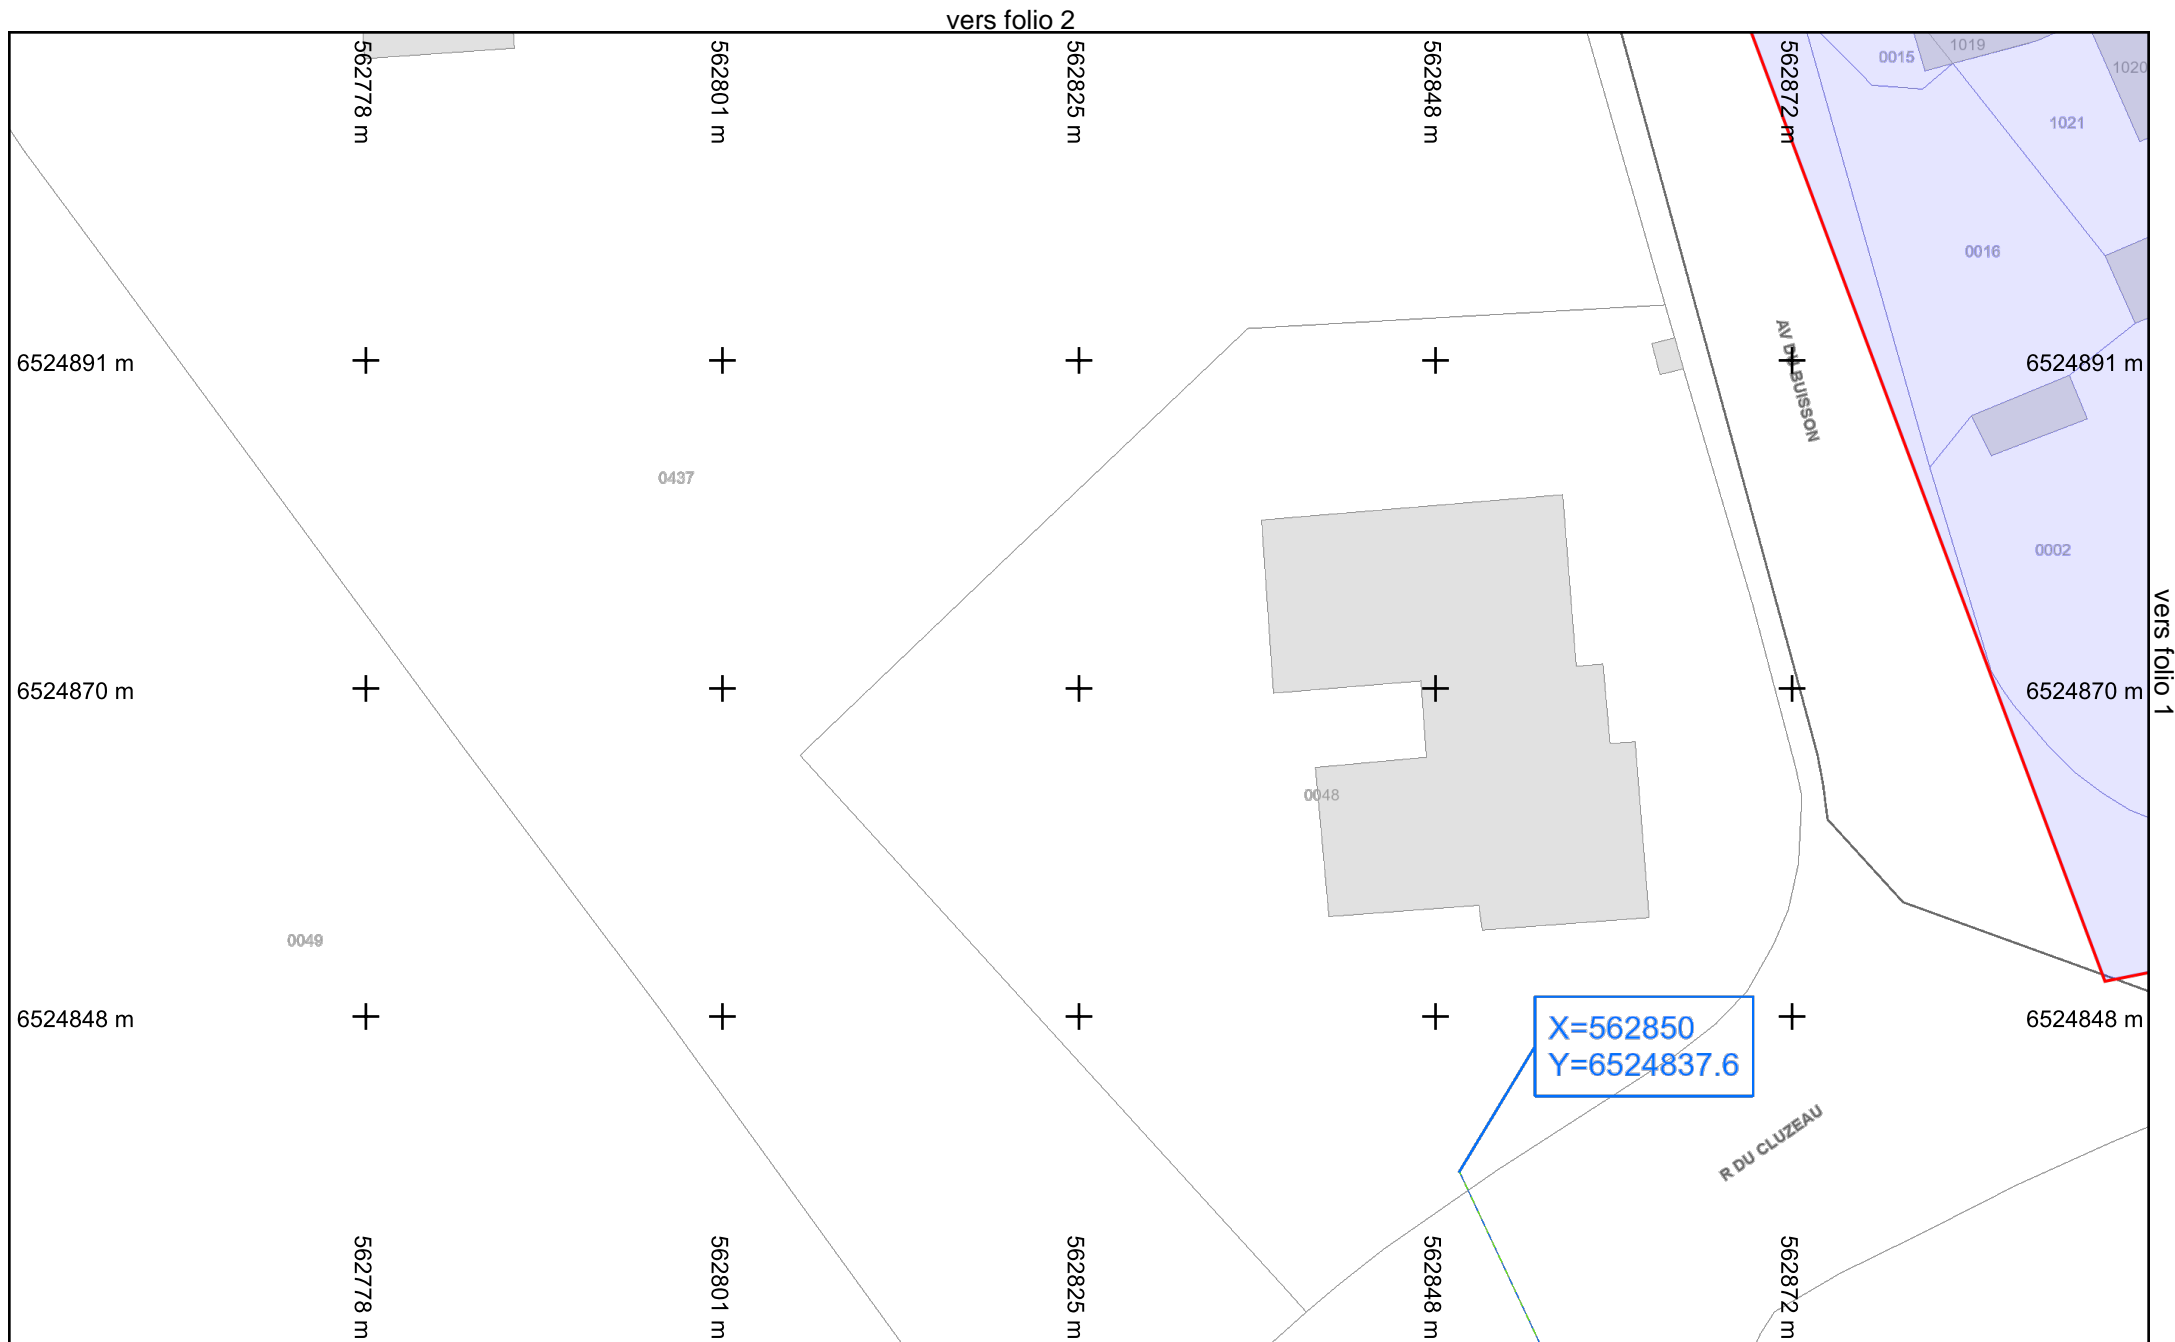 vers folio 2
562778 m
562801 m
562825 m
562848 m
562872 m
0015
1019
1020
1021
0016
AV DU BUISSON
6524891 m
6524891 m
0437
0002
vers folio 1
6524870 m
6524870 m
0048
0049
6524848 m
6524848 m
X=562850
Y=6524837.6
R DU CLUZEAU
562778 m
562801 m
562825 m
562848 m
562872 m